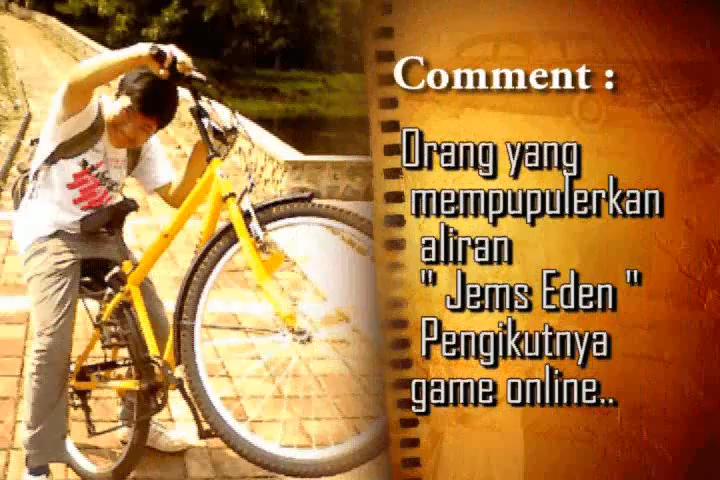 Comment :
Orang yang
mempupulerkan
aliran
" Jems Eden "
Pengikutnya
game online..